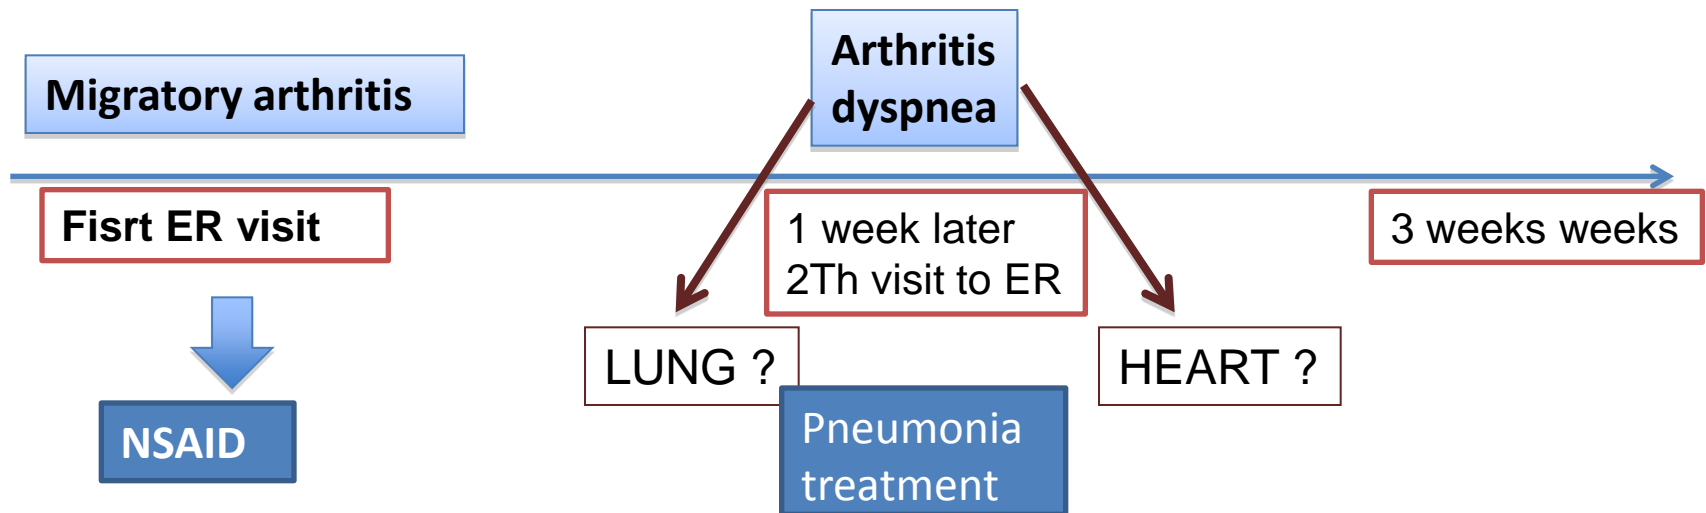 Migratory arthritis
Arthritis
dyspnea
Fisrt ER visit
1 week later
2Th visit to ER
3 weeks weeks
LUNG ?
HEART ?
NSAID
Pneumonia
treatment